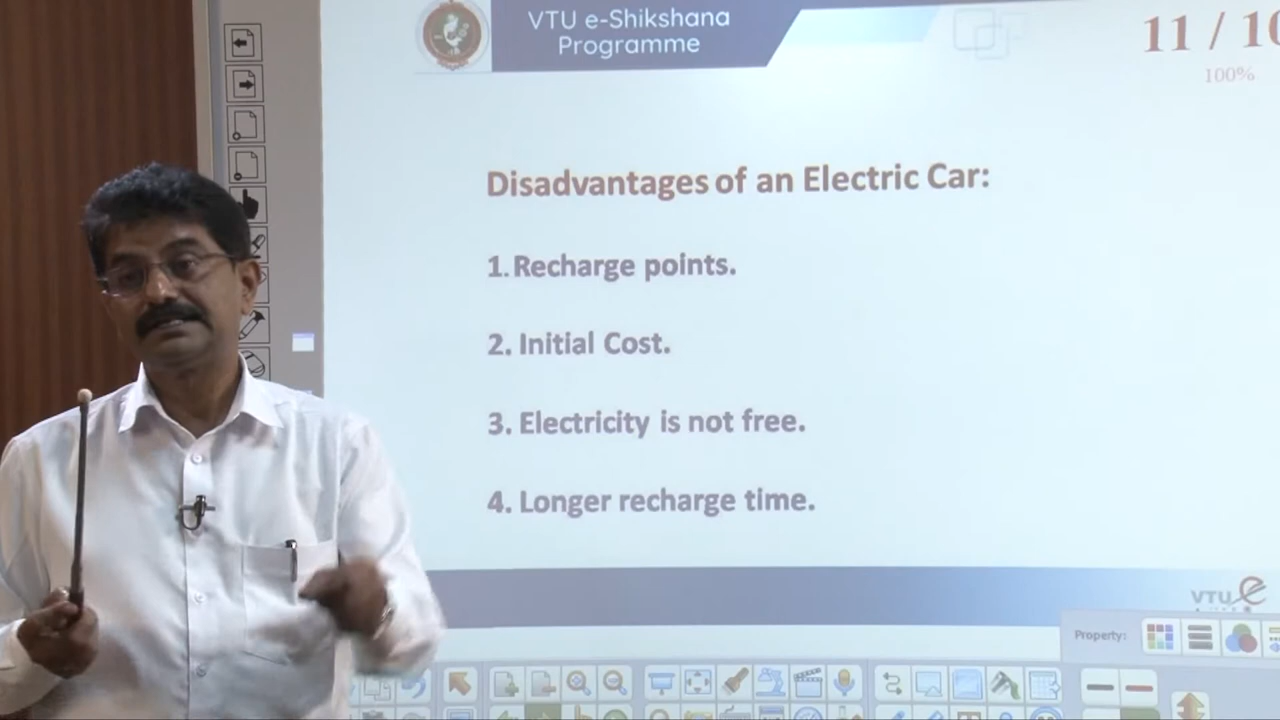 VTU e-Shikshana
Programme
11 / 10
100%
Disadvantages of an Electric Car:
1. Recharge points.
2. Initial Cost.
3. Electricity is not free.
4. Longer recharge time.
VTU e
Property: